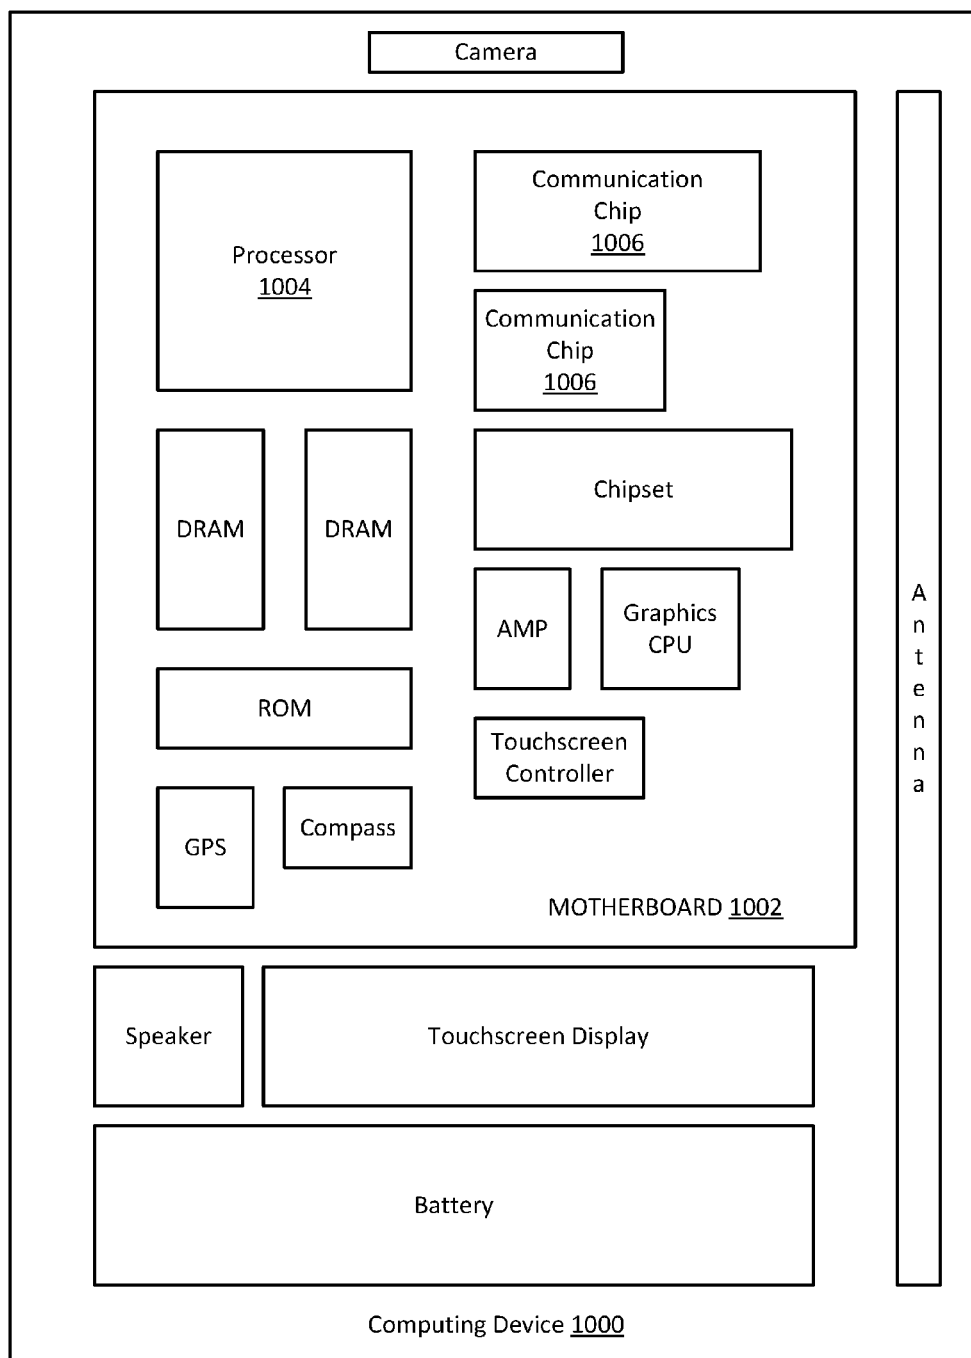 Camera
Processor
1004
Communication
Chip
1006
Communication
Chip
1006
DRAM
DRAM
Chipset
AMP
Graphics
CPU
ROM
Touchscreen
Controller
GPS
Compass
MOTHERBOARD 1002
Antenna
Speaker
Touchscreen Display
Battery
Computing Device 1000